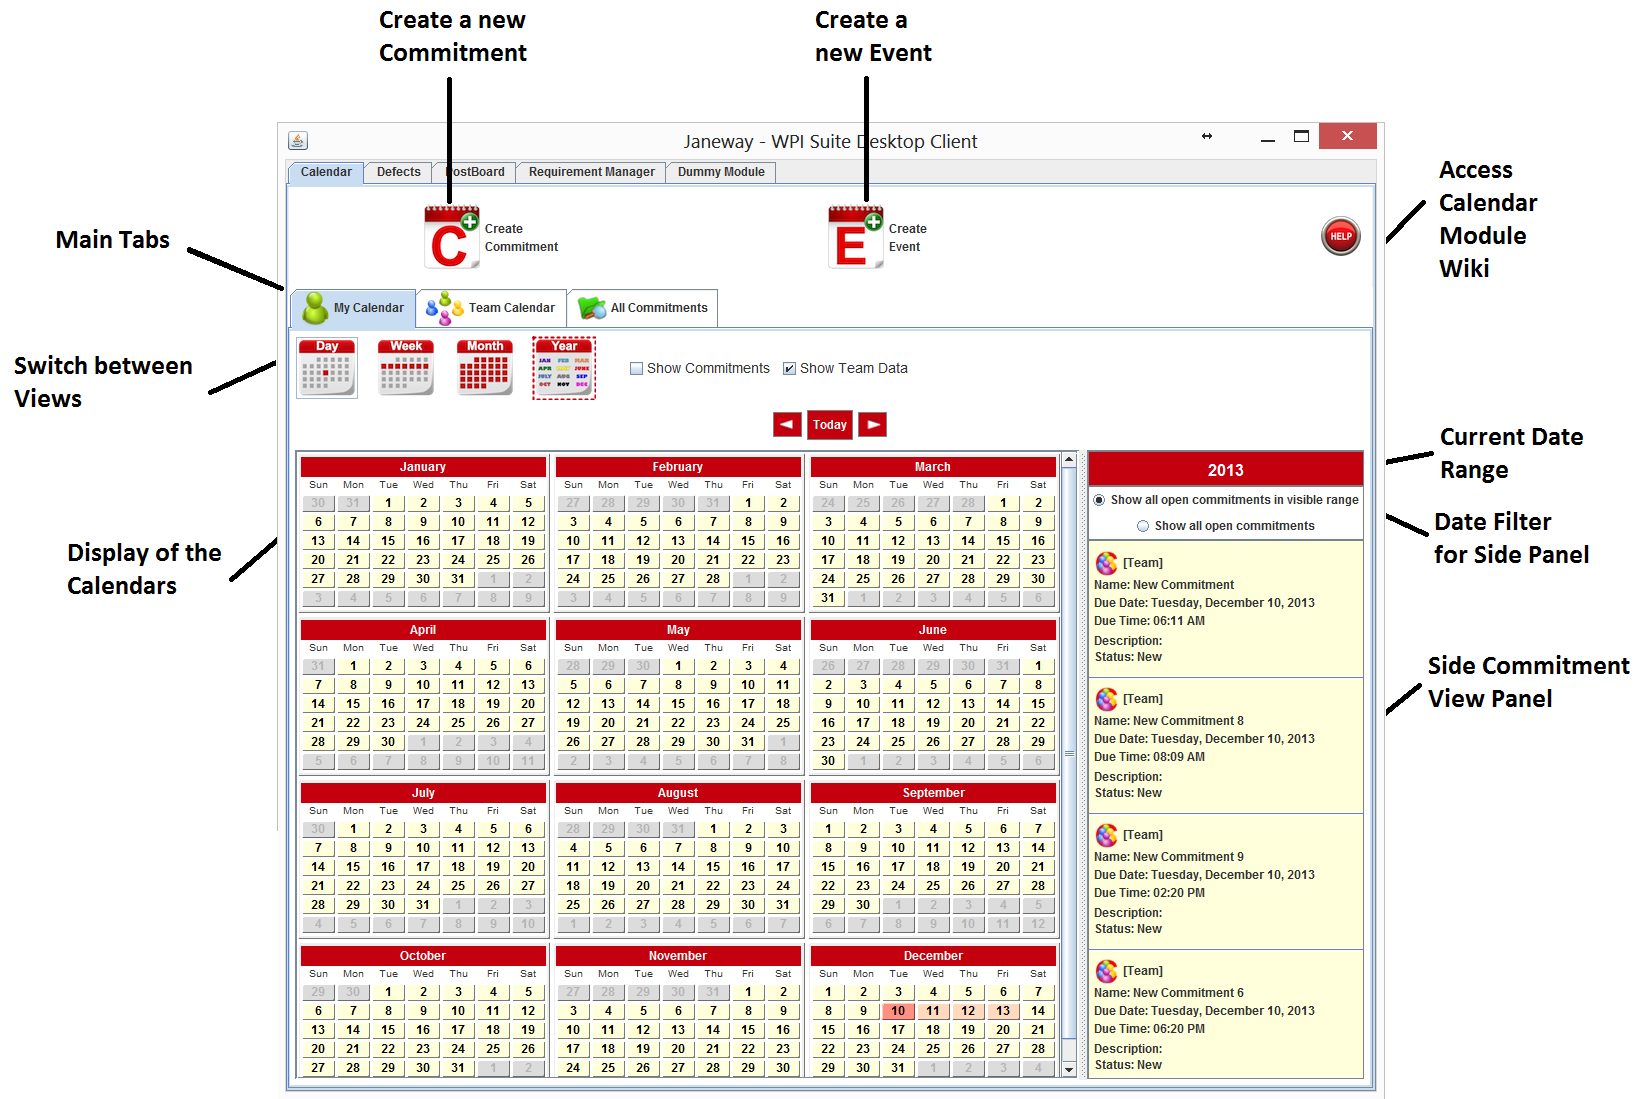 Create a new
Commitment
Create a
new Event
Janeway - WPI Suite Desktop Client
Calendar Defects PostBoard Requirement Manager Dummy Module
Access
Calendar
Module
Wiki
Main Tabs
C Create
Commitment
E Create
Event
HELP
My Calendar Team Calendar All Commitments
Switch between
Views
Day Week Month Year
JAN FEB MAR
APR MAY JUNE
JULY AUG SEP
OCT NOV DEC
Show Commitments Show Team Data
Today
Current Date
Range
Date Filter
for Side Panel
Display of the
Calendars
Side Commitment
View Panel
January February March
Sun Mon Tue Wed Thu Fri Sat Sun Mon Tue Wed Thu Fri Sat Sun Mon Tue Wed Thu Fri Sat
30 31 1 2 3 4 5 27 28 29 30 31 1 2 24 25 26 27 28 1 2
6 7 8 9 10 11 12 3 4 5 6 7 8 9 3 4 5 6 7 8 9
13 14 15 16 17 18 19 10 11 12 13 14 15 16 10 11 12 13 14 15 16
20 21 22 23 24 25 26 17 18 19 20 21 22 23 17 18 19 20 21 22 23
27 28 29 30 31 1 2 24 25 26 27 28 1 2 24 25 26 27 28 29 30
3 4 5 6 7 8 9 3 4 5 6 7 8 9 31 1 2 3 4 5 6
April May June
Sun Mon Tue Wed Thu Fri Sat Sun Mon Tue Wed Thu Fri Sat Sun Mon Tue Wed Thu Fri Sat
31 1 2 3 4 5 6 28 29 30 1 2 3 4 26 27 28 29 30 31 1
7 8 9 10 11 12 13 5 6 7 8 9 10 11 2 3 4 5 6 7 8
14 15 16 17 18 19 20 12 13 14 15 16 17 18 9 10 11 12 13 14 15
21 22 23 24 25 26 27 19 20 21 22 23 24 25 16 17 18 19 20 21 22
28 29 30 1 2 3 4 26 27 28 29 30 31 1 23 24 25 26 27 28 29
5 6 7 8 9 10 11 2 3 4 5 6 7 8 30 1 2 3 4 5 6
July August September
Sun Mon Tue Wed Thu Fri Sat Sun Mon Tue Wed Thu Fri Sat Sun Mon Tue Wed Thu Fri Sat
30 1 2 3 4 5 6 28 29 30 31 1 2 3 1 2 3 4 5 6 7
7 8 9 10 11 12 13 4 5 6 7 8 9 10 8 9 10 11 12 13 14
14 15 16 17 18 19 20 11 12 13 14 15 16 17 15 16 17 18 19 20 21
21 22 23 24 25 26 27 18 19 20 21 22 23 24 22 23 24 25 26 27 28
28 29 30 31 1 2 3 25 26 27 28 29 30 31 29 30 1 2 3 4 5
4 5 6 7 8 9 10 1 2 3 4 5 6 7 6 7 8 9 10 11 12
October November December
Sun Mon Tue Wed Thu Fri Sat Sun Mon Tue Wed Thu Fri Sat Sun Mon Tue Wed Thu Fri Sat
29 30 1 2 3 4 5 27 28 29 30 31 1 2 1 2 3 4 5 6 7
6 7 8 9 10 11 12 3 4 5 6 7 8 9 8 9 10 11 12 13 14
13 14 15 16 17 18 19 10 11 12 13 14 15 16 15 16 17 18 19 20 21
20 21 22 23 24 25 26 17 18 19 20 21 22 23 22 23 24 25 26 27 28
27 28 29 30 31 1 2 24 25 26 27 28 29 30 29 30 31 1 2 3 4
2013
Show all open commitments in visible range
Show all open commitments
[Team]
Name: New Commitment
Due Date: Tuesday, December 10, 2013
Due Time: 06:11 AM
Description:
Status: New
[Team]
Name: New Commitment 8
Due Date: Tuesday, December 10, 2013
Due Time: 08:09 AM
Description:
Status: New
[Team]
Name: New Commitment 9
Due Date: Tuesday, December 10, 2013
Due Time: 02:20 PM
Description:
Status: New
[Team]
Name: New Commitment 6
Due Date: Tuesday, December 10, 2013
Due Time: 06:20 PM
Description:
Status: New